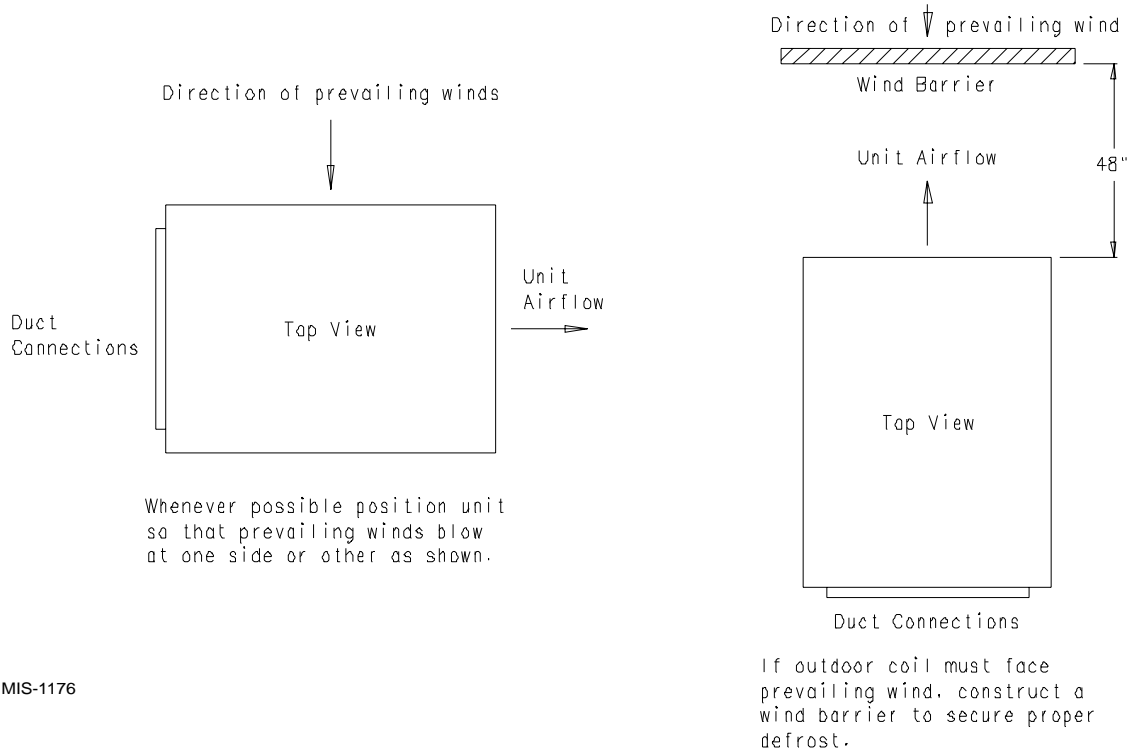 Direction of prevailing winds
Duct
Connections
Top View
Unit
Airflow
Whenever possible position unit
so that prevailing winds blow
at one side or other as shown.
MIS-1176
Direction of prevailing wind
Wind Barrier
Unit Airflow
48"
Top View
Duct Connections
If outdoor coil must face
prevailing wind, construct a
wind barrier to secure proper
defrost.